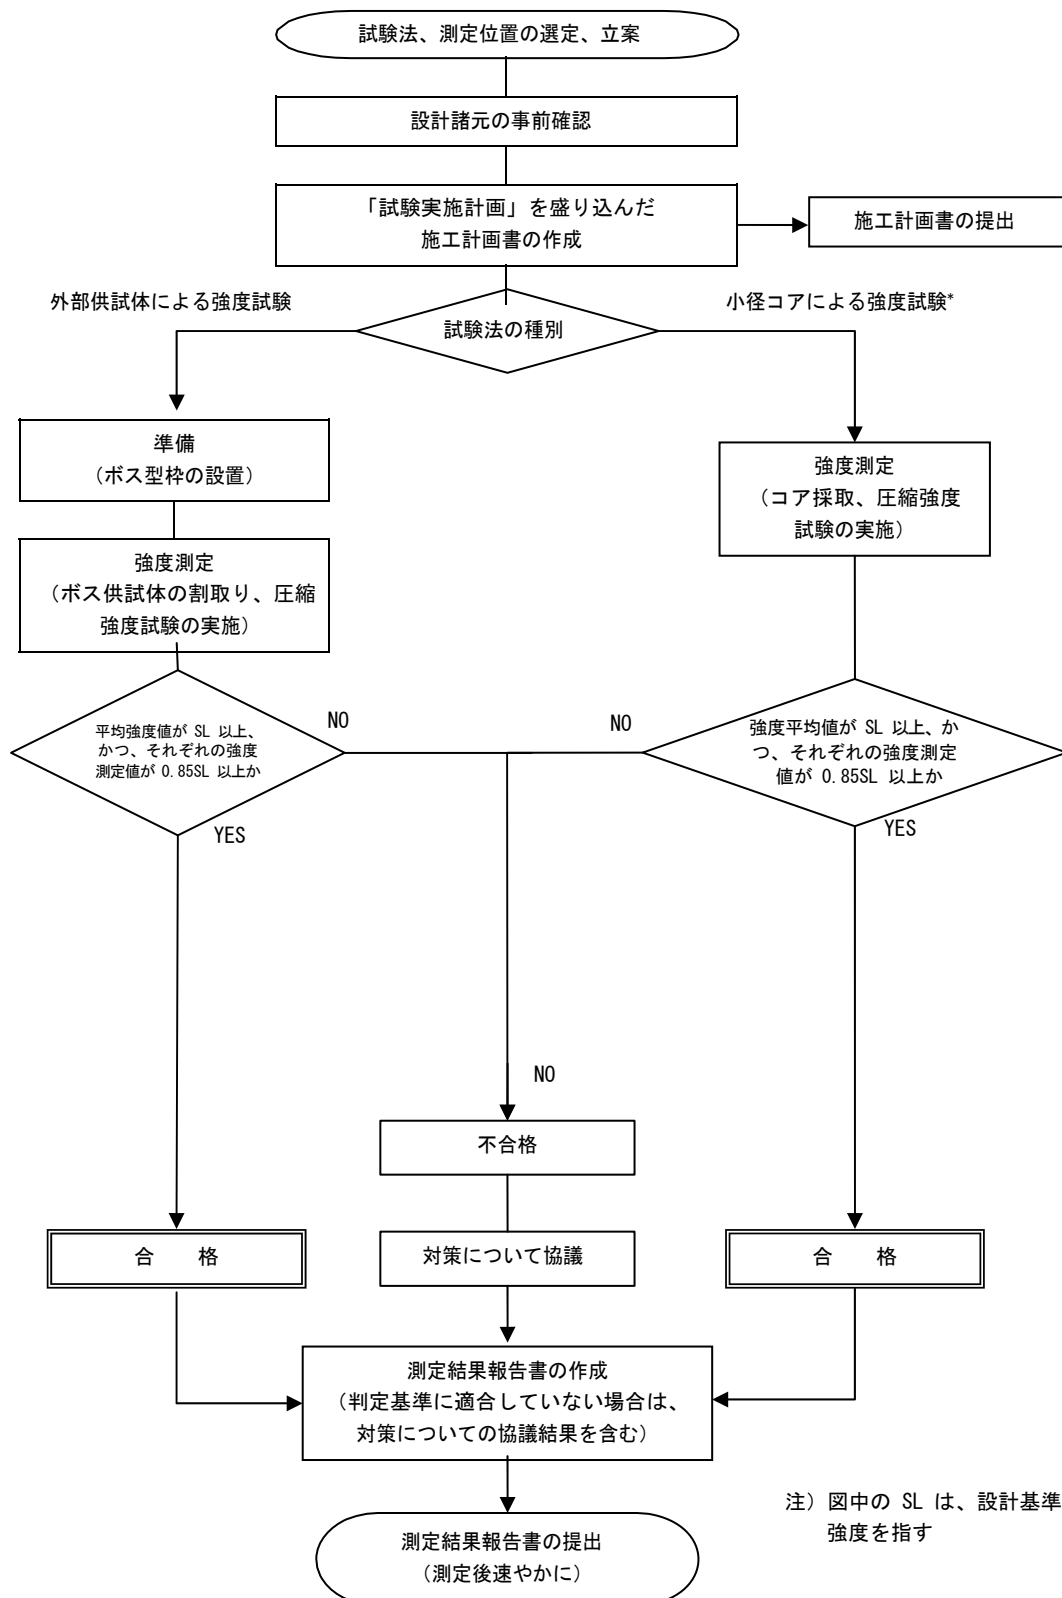 試験法、測定位置の選定、立案
設計諸元の事前確認
「試験実施計画」を盛り込んだ
施工計画書の作成
施工計画書の提出
外部供試体による強度試験
小径コアによる強度試験*
試験法の種別
準備
（ボス型枠の設置）
強度測定
（コア採取、圧縮強度
試験の実施）
強度測定
（ボス供試体の割取り、圧縮
強度試験の実施）
平均強度値が SL 以上、
かつ、それぞれの強度
測定値が 0.85SL 以上か
NO
NO
強度平均値が SL 以上、か
つ、それぞれの強度測定
値が 0.85SL 以上か
YES
YES
NO
不合格
合　格
対策について協議
合　格
測定結果報告書の作成
（判定基準に適合していない場合は、
対策についての協議結果を含む）
注）図中の SL は、設計基準
強度を指す
測定結果報告書の提出
（測定後速やかに）